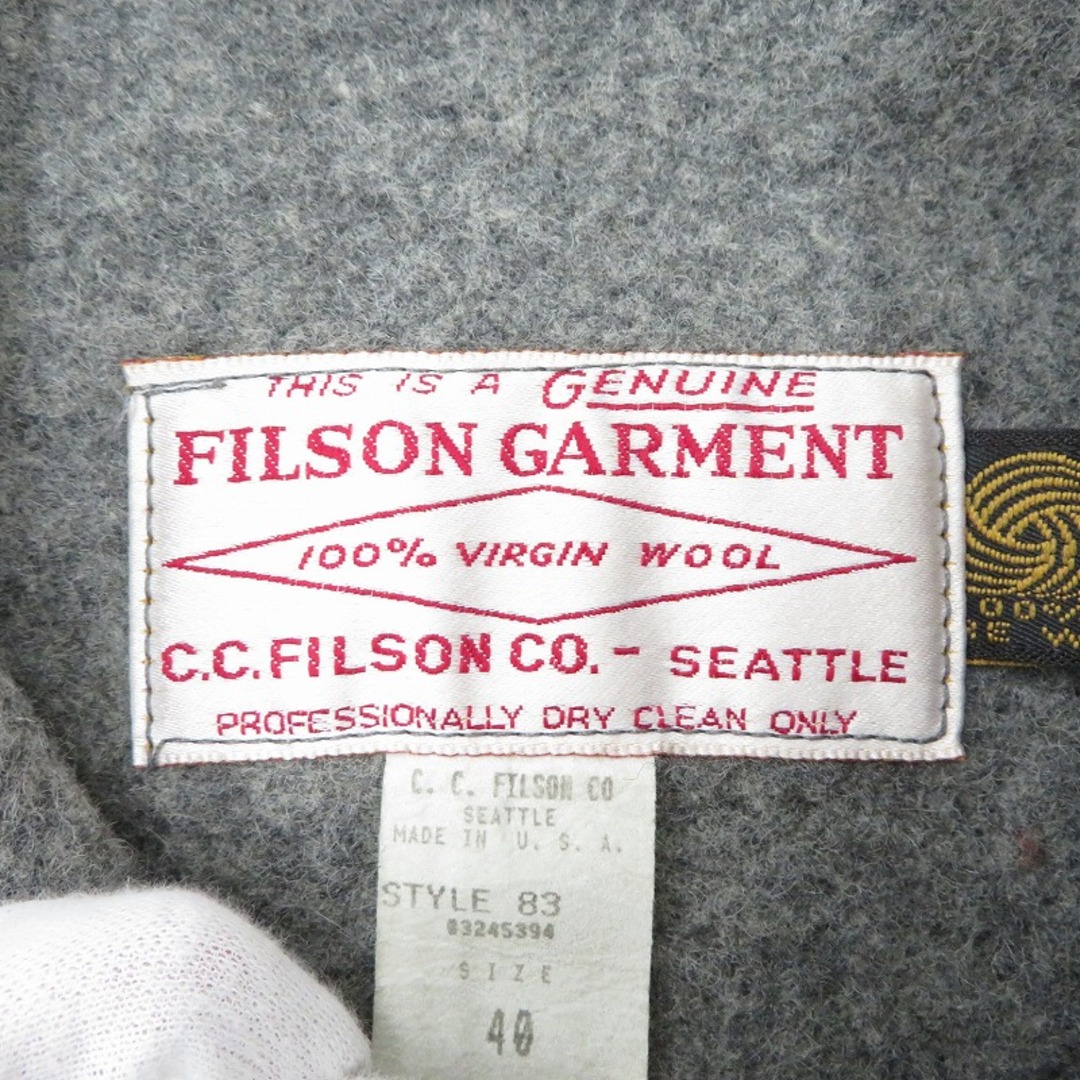 THIS IS A GENUINE
FILSON GARMENT
100% VIRGIN WOOL
C.C. FILSON CO. - SEATTLE
PROFESSIONALLY DRY CLEAN ONLY
C. C. FILSON CO
SEATTLE
MADE IN U. S. A.
STYLE 83
03245394
SIZE
40